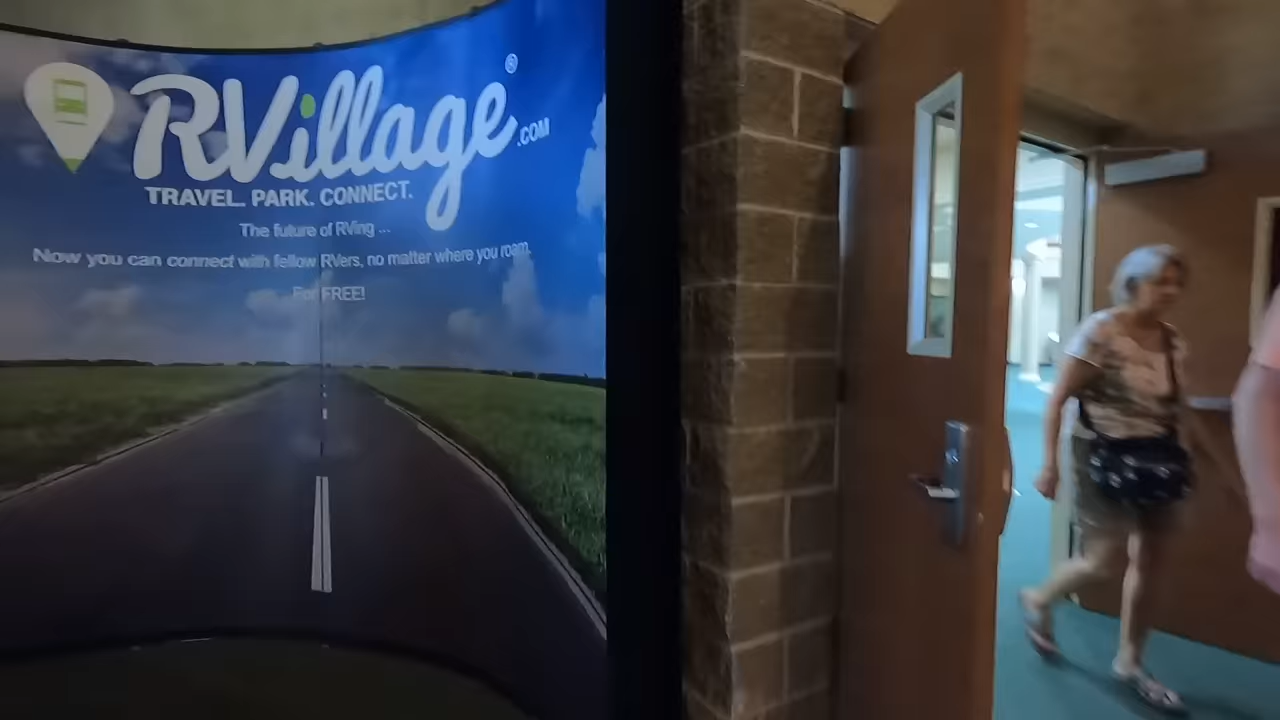 RVillage®
.COM
TRAVEL. PARK. CONNECT.
The future of RVing ...
Now you can connect with fellow RVers, no matter where you roam.
For FREE!